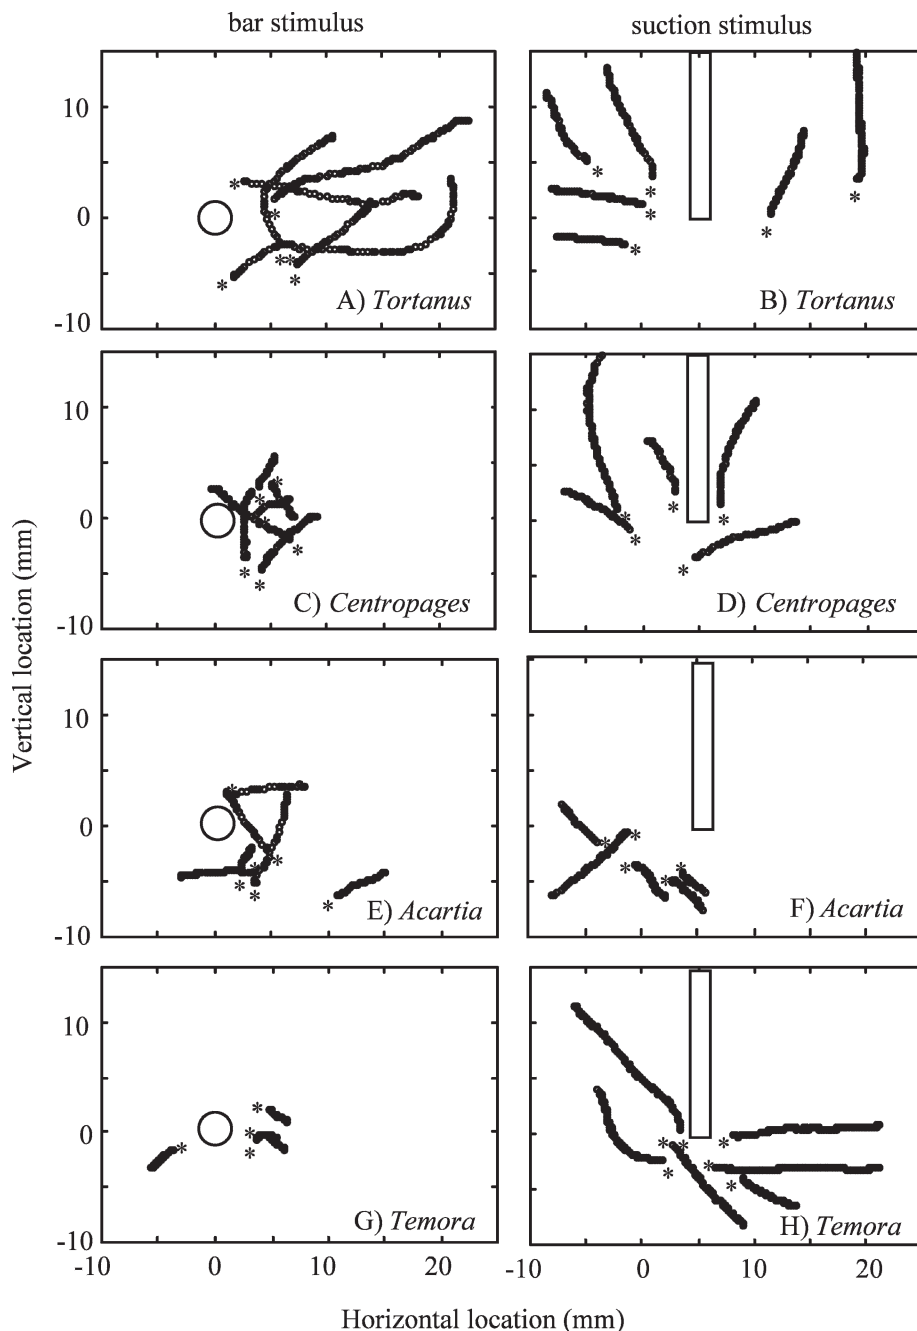 bar stimulus
suction stimulus
10
0
-10
A) Tortanus
B) Tortanus
10
0
-10
C) Centropages
D) Centropages
10
0
-10
E) Acartia
F) Acartia
10
0
-10
G) Temora
H) Temora
-10 0 10 20
-10 0 10 20
Vertical location (mm)
Horizontal location (mm)